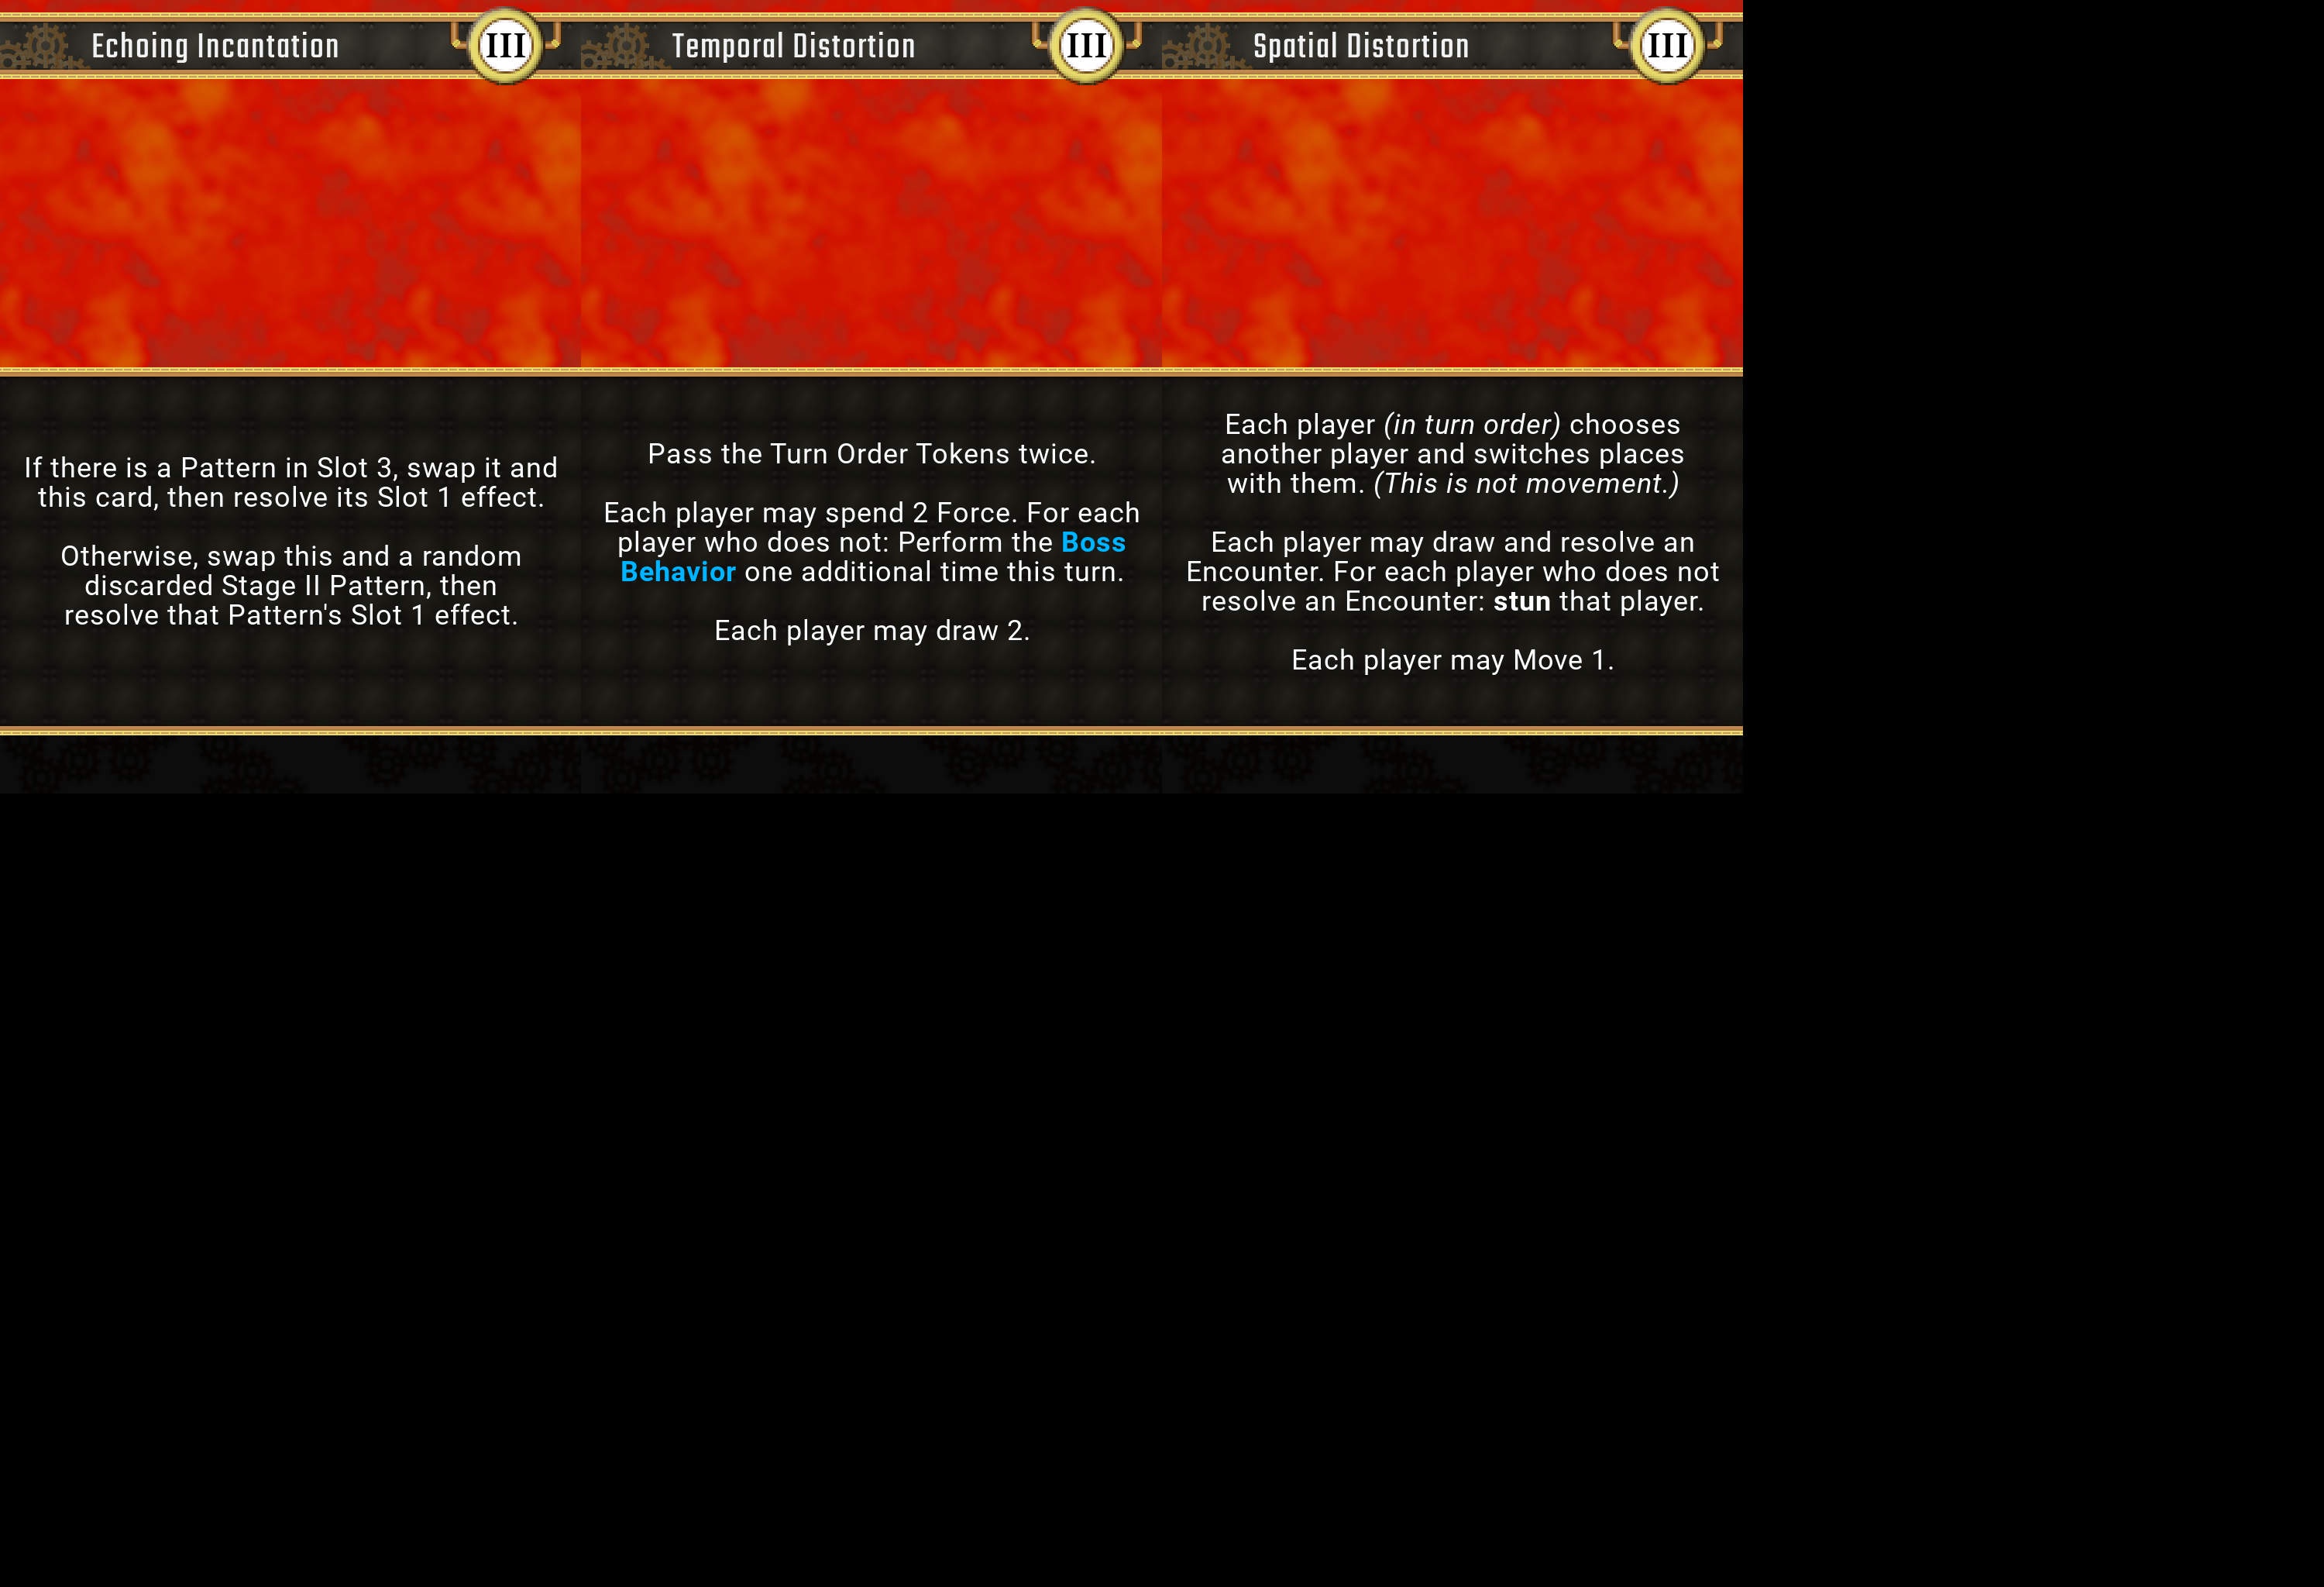 Echoing Incantation
III
If there is a Pattern in Slot 3, swap it and
this card, then resolve its Slot 1 effect.
Otherwise, swap this and a random
discarded Stage II Pattern, then
resolve that Pattern's Slot 1 effect.
Temporal Distortion
III
Pass the Turn Order Tokens twice.
Each player may spend 2 Force. For each
player who does not: Perform the Boss
Behavior one additional time this turn.
Each player may draw 2.
Spatial Distortion
III
Each player (in turn order) chooses
another player and switches places
with them. (This is not movement.)
Each player may draw and resolve an
Encounter. For each player who does not
resolve an Encounter: stun that player.
Each player may Move 1.